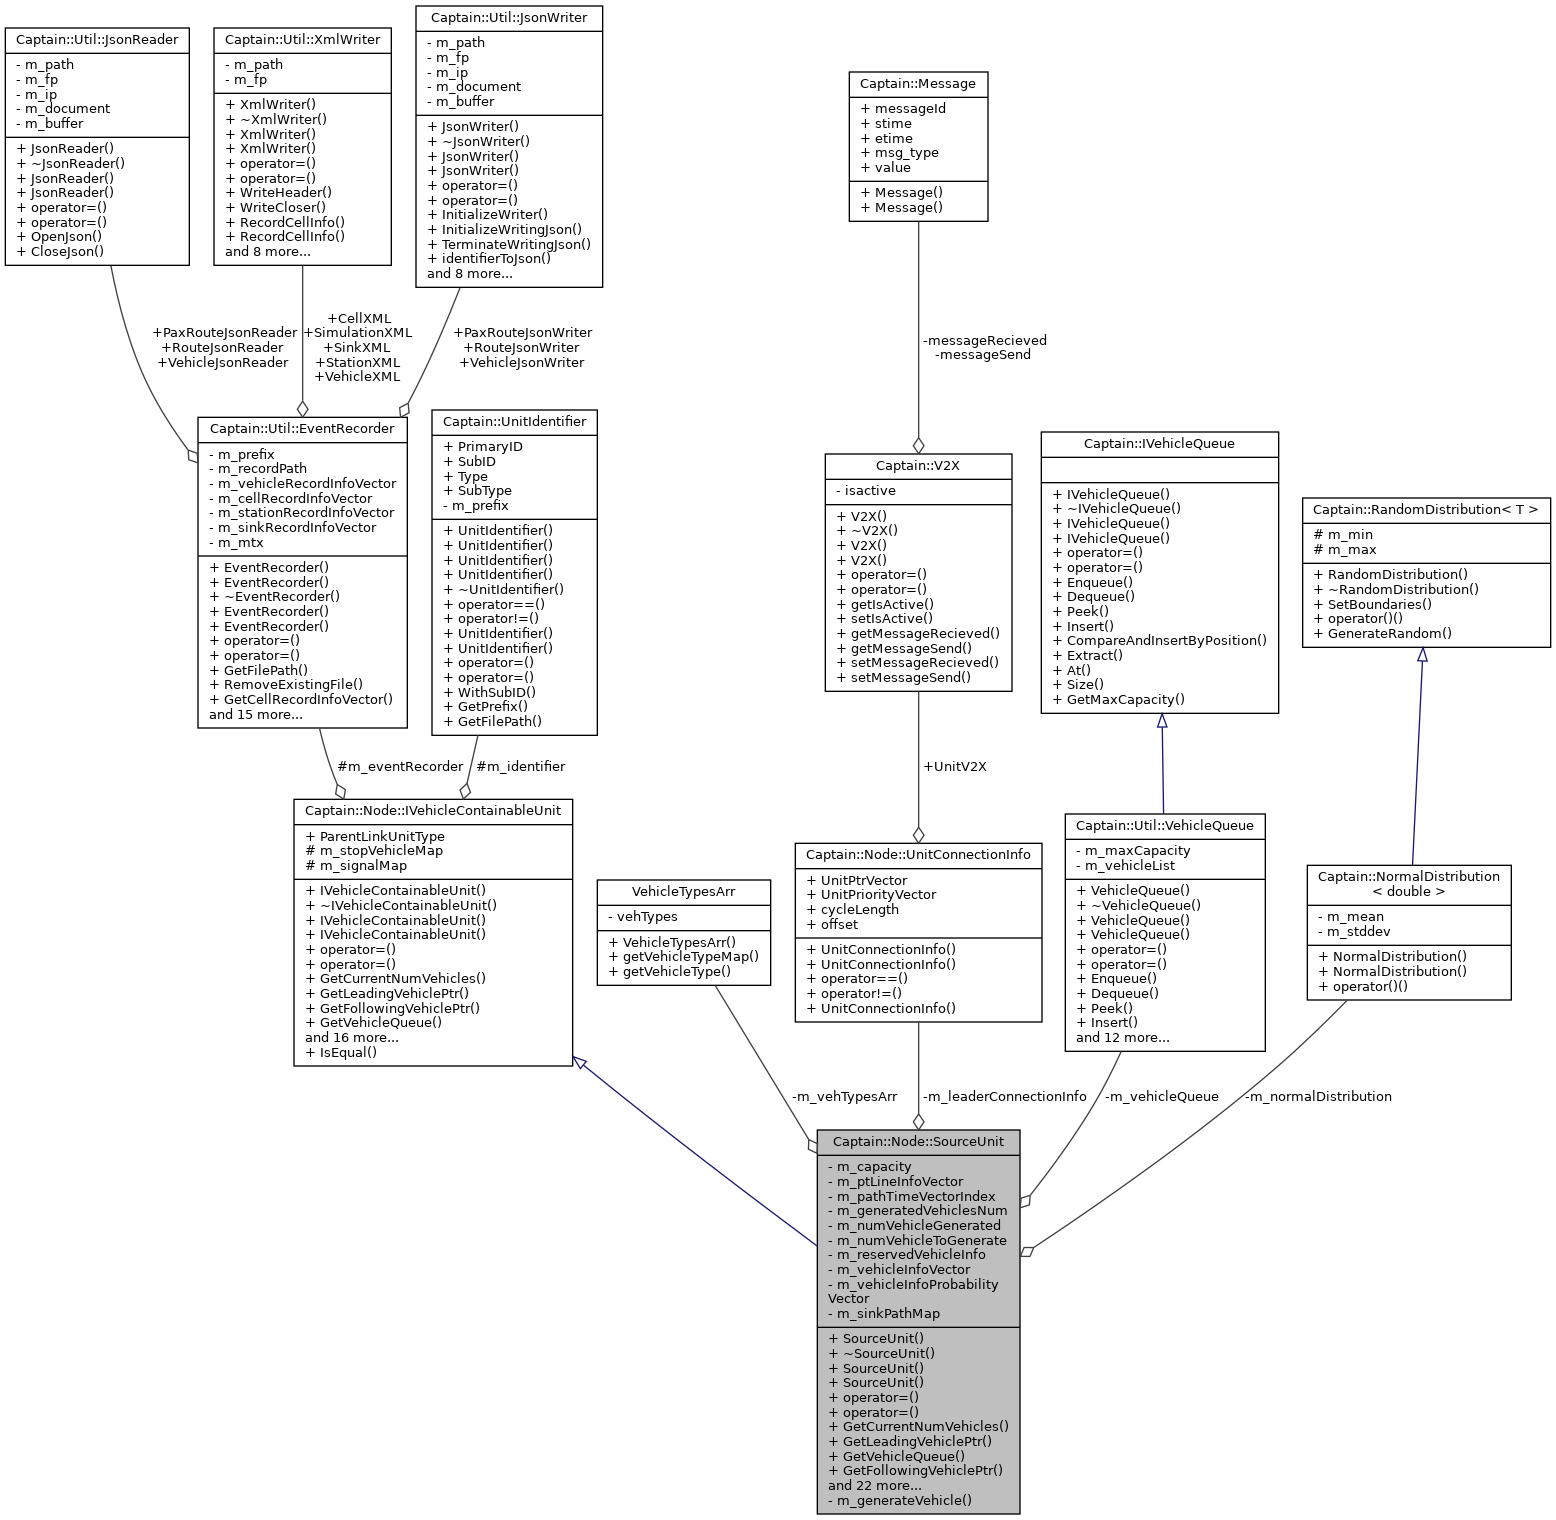 Captain::Util::JsonReader
- m_path
- m_fp
- m_ip
- m_document
- m_buffer
+ JsonReader()
+ ~JsonReader()
+ JsonReader()
+ JsonReader()
+ operator=()
+ operator=()
+ OpenJson()
+ CloseJson()
Captain::Util::XmlWriter
- m_path
- m_fp
+ XmlWriter()
+ ~XmlWriter()
+ XmlWriter()
+ XmlWriter()
+ operator=()
+ operator=()
+ WriteHeader()
+ WriteCloser()
+ RecordCellInfo()
+ RecordCellInfo()
and 8 more...
Captain::Util::JsonWriter
- m_path
- m_fp
- m_ip
- m_document
- m_buffer
+ JsonWriter()
+ ~JsonWriter()
+ JsonWriter()
+ JsonWriter()
+ operator=()
+ operator=()
+ InitializeWriter()
+ InitializeWritingJson()
+ TerminateWritingJson()
+ identifierToJson()
and 8 more...
Captain::Message
+ messageId
+ stime
+ etime
+ msg_type
+ value
+ Message()
+ Message()
+PaxRouteJsonReader
+RouteJsonReader
+VehicleJsonReader
+CellXML
+SimulationXML
+SinkXML
+StationXML
+VehicleXML
+PaxRouteJsonWriter
+RouteJsonWriter
+VehicleJsonWriter
-messageRecieved
-messageSend
Captain::Util::EventRecorder
- m_prefix
- m_recordPath
- m_vehicleRecordInfoVector
- m_cellRecordInfoVector
- m_stationRecordInfoVector
- m_sinkRecordInfoVector
- m_mtx
+ EventRecorder()
+ EventRecorder()
+ ~EventRecorder()
+ EventRecorder()
+ EventRecorder()
+ operator=()
+ operator=()
+ GetFilePath()
+ RemoveExistingFile()
+ GetCellRecordInfoVector()
and 15 more...
Captain::UnitIdentifier
+ PrimaryID
+ SubID
+ Type
+ SubType
- m_prefix
+ UnitIdentifier()
+ UnitIdentifier()
+ UnitIdentifier()
+ UnitIdentifier()
+ ~UnitIdentifier()
+ operator==()
+ operator!=()
+ UnitIdentifier()
+ UnitIdentifier()
+ operator=()
+ operator=()
+ WithSubID()
+ GetPrefix()
+ GetFilePath()
Captain::V2X
- isactive
+ V2X()
+ ~V2X()
+ V2X()
+ V2X()
+ operator=()
+ operator=()
+ getIsActive()
+ setIsActive()
+ getMessageRecieved()
+ getMessageSend()
+ setMessageRecieved()
+ setMessageSend()
Captain::IVehicleQueue
+ IVehicleQueue()
+ ~IVehicleQueue()
+ IVehicleQueue()
+ IVehicleQueue()
+ operator=()
+ operator=()
+ Enqueue()
+ Dequeue()
+ Peek()
+ Insert()
+ CompareAndInsertByPosition()
+ Extract()
+ At()
+ Size()
+ GetMaxCapacity()
Captain::RandomDistribution< T >
# m_min
# m_max
+ RandomDistribution()
+ ~RandomDistribution()
+ SetBoundaries()
+ operator()()
+ GenerateRandom()
#m_eventRecorder
#m_identifier
+UnitV2X
Captain::Node::IVehicleContainableUnit
+ ParentLinkUnitType
# m_stopVehicleMap
# m_signalMap
+ IVehicleContainableUnit()
+ ~IVehicleContainableUnit()
+ IVehicleContainableUnit()
+ IVehicleContainableUnit()
+ operator=()
+ operator=()
+ GetCurrentNumVehicles()
+ GetLeadingVehiclePtr()
+ GetFollowingVehiclePtr()
+ GetVehicleQueue()
and 16 more...
+ IsEqual()
VehicleTypesArr
- vehTypes
+ VehicleTypesArr()
+ getVehicleTypeMap()
+ getVehicleType()
Captain::Node::UnitConnectionInfo
+ UnitPtrVector
+ UnitPriorityVector
+ cycleLength
+ offset
+ UnitConnectionInfo()
+ UnitConnectionInfo()
+ operator==()
+ operator!=()
+ UnitConnectionInfo()
Captain::Util::VehicleQueue
- m_maxCapacity
- m_vehicleList
+ VehicleQueue()
+ ~VehicleQueue()
+ VehicleQueue()
+ VehicleQueue()
+ operator=()
+ operator=()
+ Enqueue()
+ Dequeue()
+ Peek()
+ Insert()
and 12 more...
Captain::NormalDistribution
< double >
- m_mean
- m_stddev
+ NormalDistribution()
+ NormalDistribution()
+ operator()()
-m_vehTypesArr
-m_leaderConnectionInfo
-m_vehicleQueue
-m_normalDistribution
Captain::Node::SourceUnit
- m_capacity
- m_ptLineInfoVector
- m_pathTimeVectorIndex
- m_generatedVehiclesNum
- m_numVehicleGenerated
- m_numVehicleToGenerate
- m_reservedVehicleInfo
- m_vehicleInfoVector
- m_vehicleInfoProbability
Vector
- m_sinkPathMap
+ SourceUnit()
+ ~SourceUnit()
+ SourceUnit()
+ SourceUnit()
+ operator=()
+ operator=()
+ GetCurrentNumVehicles()
+ GetLeadingVehiclePtr()
+ GetVehicleQueue()
+ GetFollowingVehiclePtr()
and 22 more...
- m_generateVehicle()